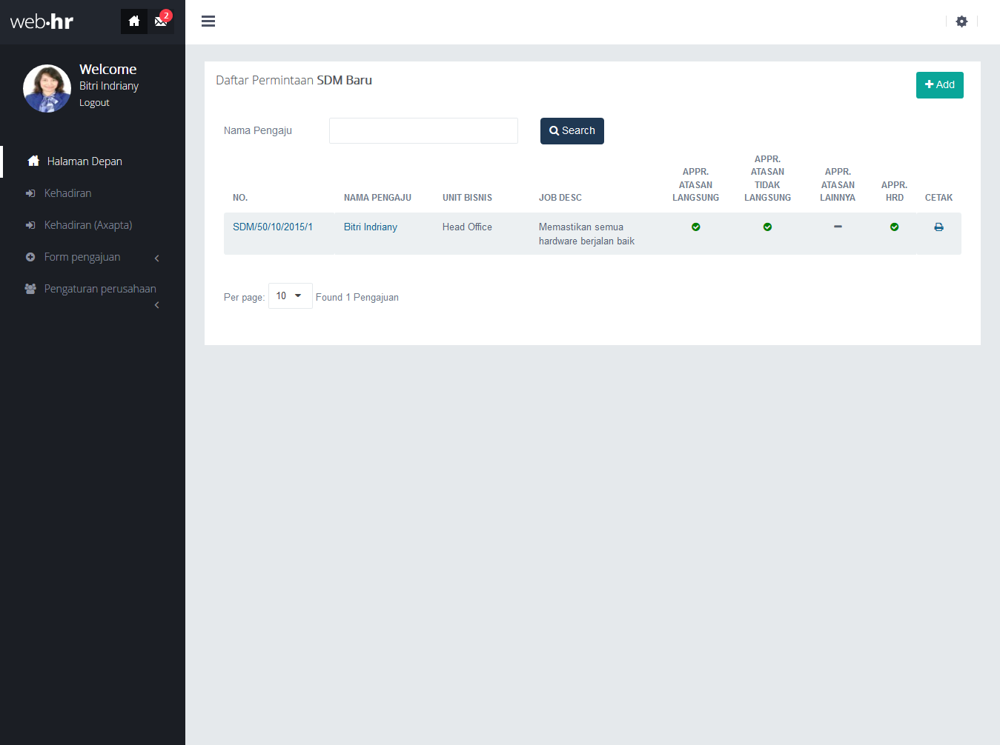 web·hr
2
Welcome
Bitri Indriany
Logout
Halaman Depan
Kehadiran
Kehadiran (Axapta)
Form pengajuan
Pengaturan perusahaan
Daftar Permintaan SDM Baru
Add
Nama Pengaju
Search
NO.
NAMA PENGAJU
UNIT BISNIS
JOB DESC
APPR.
ATASAN
LANGSUNG
APPR.
ATASAN
TIDAK
LANGSUNG
APPR.
ATASAN
LAINNYA
APPR.
HRD
CETAK
SDM/50/10/2015/1
Bitri Indriany
Head Office
Memastikan semua
hardware berjalan baik
Per page: 10 Found 1 Pengajuan